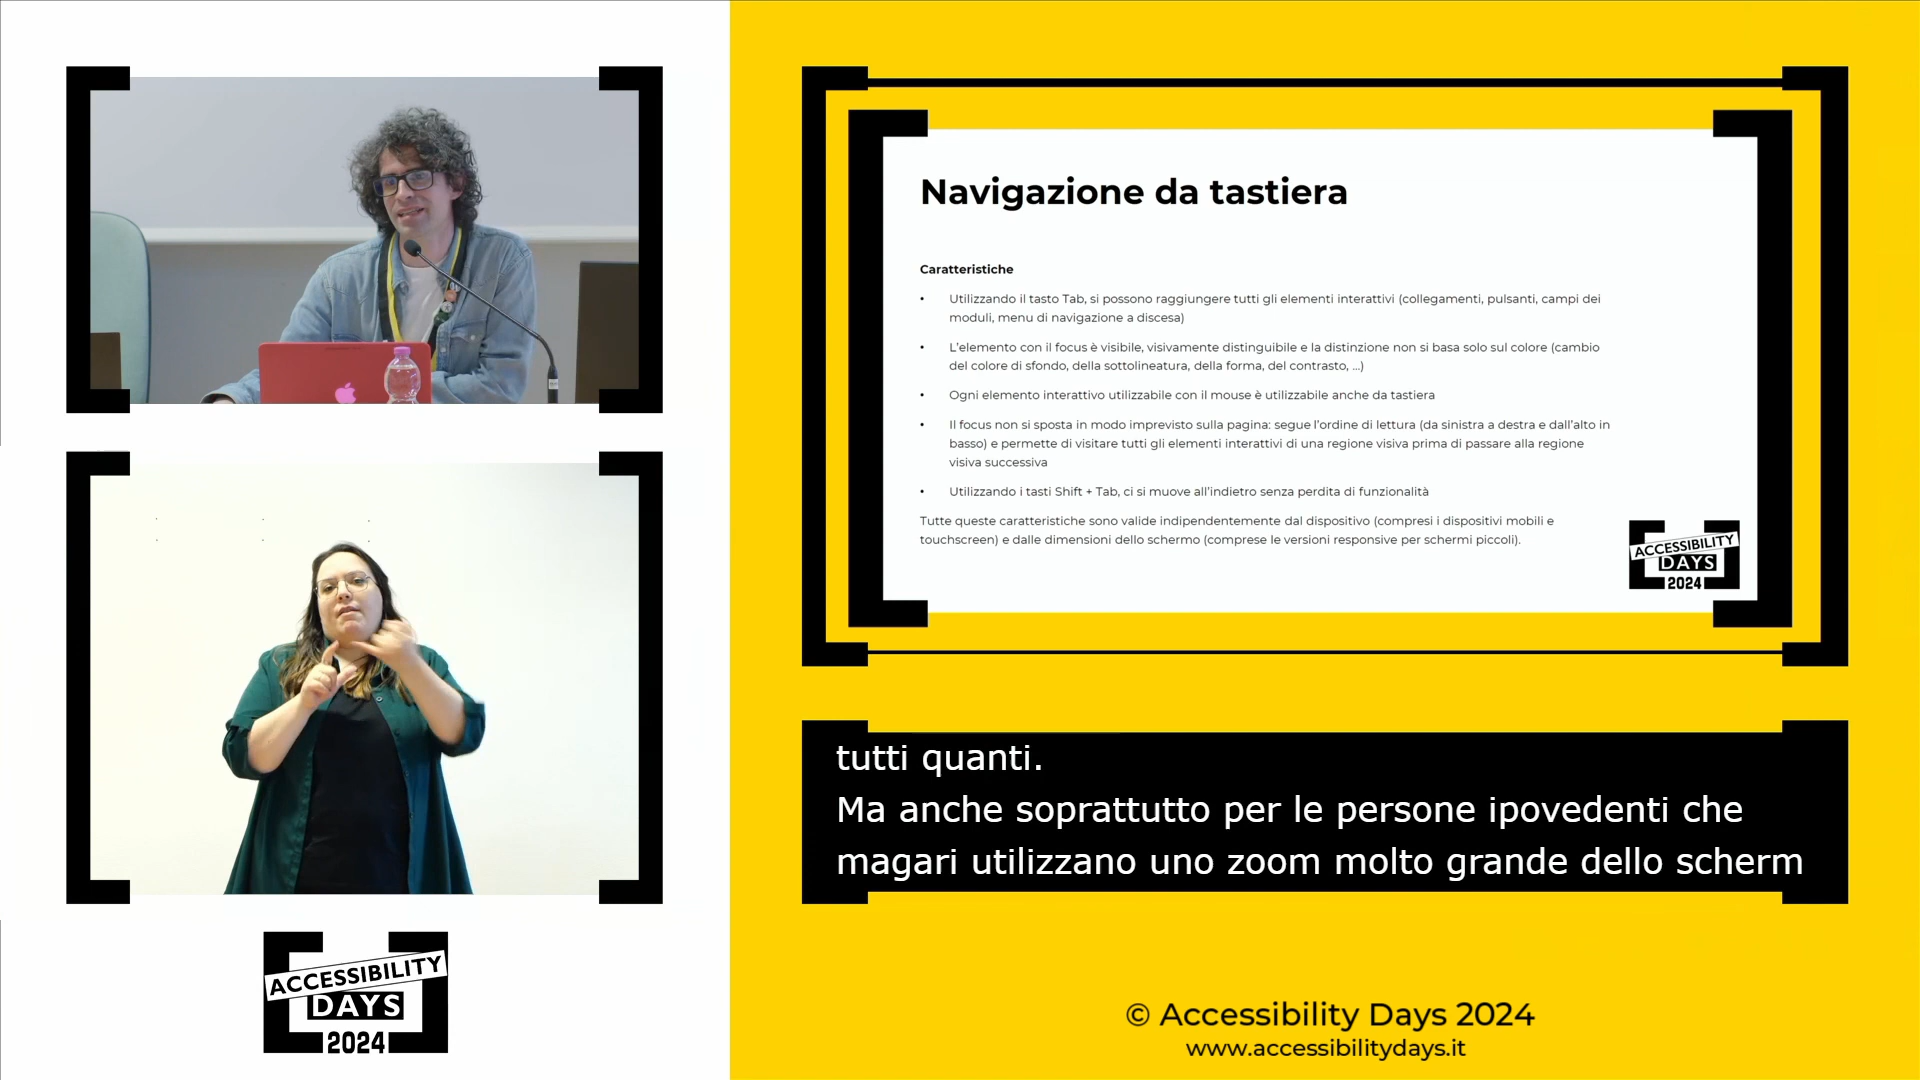 Navigazione da tastiera
Caratteristiche
• Utilizzando il tasto Tab, si possono raggiungere tutti gli elementi interattivi (collegamenti, pulsanti, campi dei
moduli, menu di navigazione a discesa)
• L'elemento con il focus è visibile, visivamente distinguibile e la distinzione non si basa solo sul colore (cambio
del colore di sfondo, della sottolineatura, della forma, del contrasto, ...)
• Ogni elemento interattivo utilizzabile con il mouse è utilizzabile anche da tastiera
• Il focus non si sposta in modo imprevisto sulla pagina: segue l'ordine di lettura (da sinistra a destra e dall'alto in
basso) e permette di visitare tutti gli elementi interattivi di una regione visiva prima di passare alla regione
visiva successiva
• Utilizzando i tasti Shift + Tab, ci si muove all'indietro senza perdita di funzionalità
Tutte queste caratteristiche sono valide indipendentemente dal dispositivo (compresi i dispositivi mobili e
touchscreen) e dalle dimensioni dello schermo (comprese le versioni responsive per schermi piccoli).
ACCESSIBILITY
DAYS
2024
tutti quanti.
Ma anche soprattutto per le persone ipovedenti che
magari utilizzano uno zoom molto grande dello scherm
ACCESSIBILITY
DAYS
2024
© Accessibility Days 2024
www.accessibilitydays.it